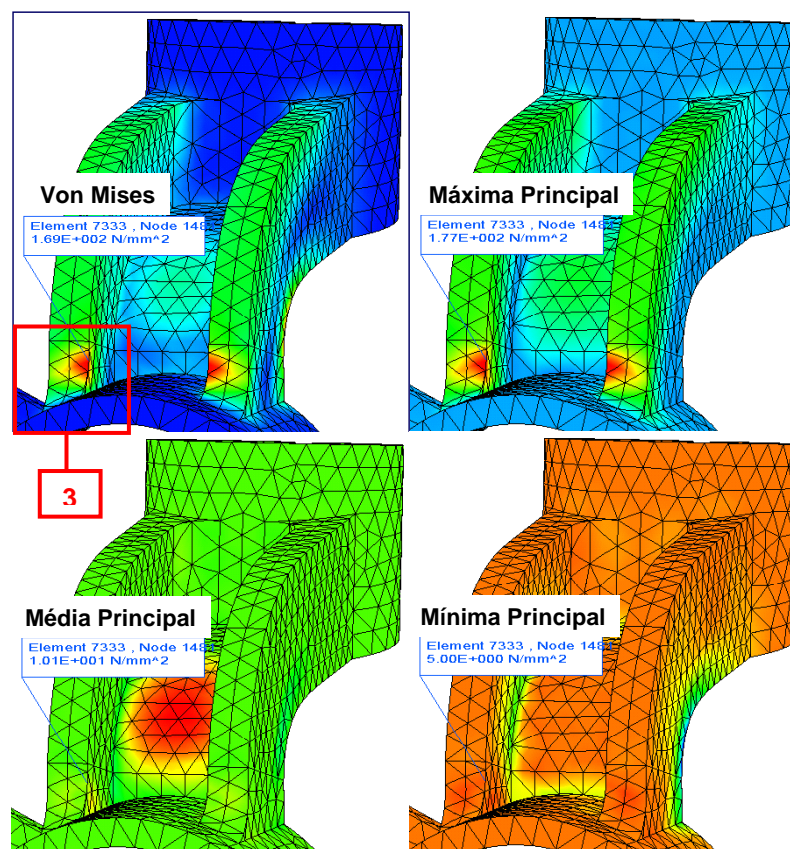 Von Mises
Element 7333 , Node 148
1.69E+002 N/mm^2
Máxima Principal
Element 7333 , Node 148
1.77E+002 N/mm^2
3
Média Principal
Element 7333 , Node 148
1.01E+001 N/mm^2
Mínima Principal
Element 7333 , Node 148
5.00E+000 N/mm^2